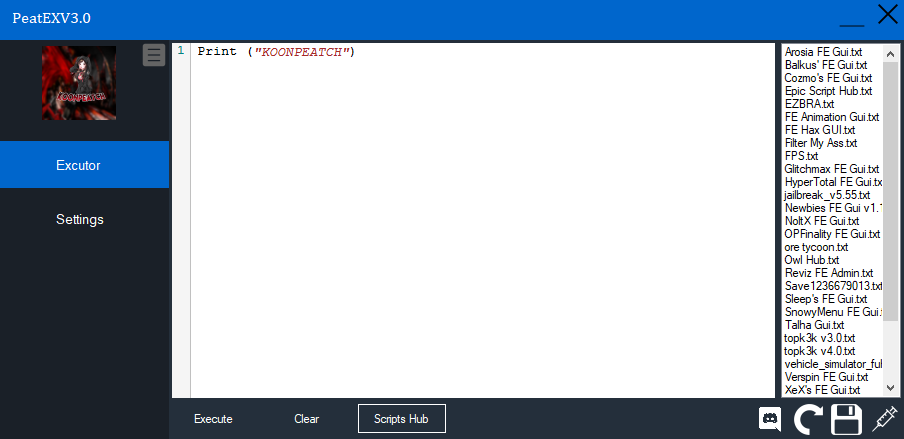 PeatEXV3.0
KOONPEATCH
Excutor
Settings
1 Print ("KOONPEATCH")
Arosia FE Gui.txt
Balkus' FE Gui.txt
Cozmo's FE Gui.txt
Epic Script Hub.txt
EZBRA.txt
FE Animation Gui.txt
FE Hax GUI.txt
Filter My Ass.txt
FPS.txt
Glitchmax FE Gui.txt
HyperTotal FE Gui.tx
jailbreak_v5.55.txt
Newbies FE Gui v1.1
NoltX FE Gui.txt
OPFinality FE Gui.txt
ore tycoon.txt
Owl Hub.txt
Reviz FE Admin.txt
Save1236679013.txt
Sleep's FE Gui.txt
SnowyMenu FE Gui.
Talha Gui.txt
topk3k v3.0.txt
topk3k v4.0.txt
vehicle_simulator_ful
Verspin FE Gui.txt
XeX's FE Gui.txt
Execute
Clear
Scripts Hub